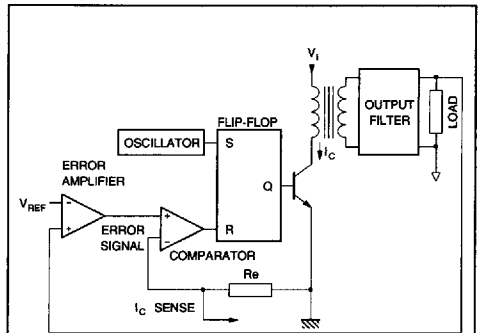 V_I
FLIP-FLOP
OUTPUT
FILTER
LOAD
OSCILLATOR
S
I_C
ERROR
AMPLIFIER
Q
V_REF
-
+
+
-
R
ERROR
SIGNAL
COMPARATOR
Re
I_C SENSE